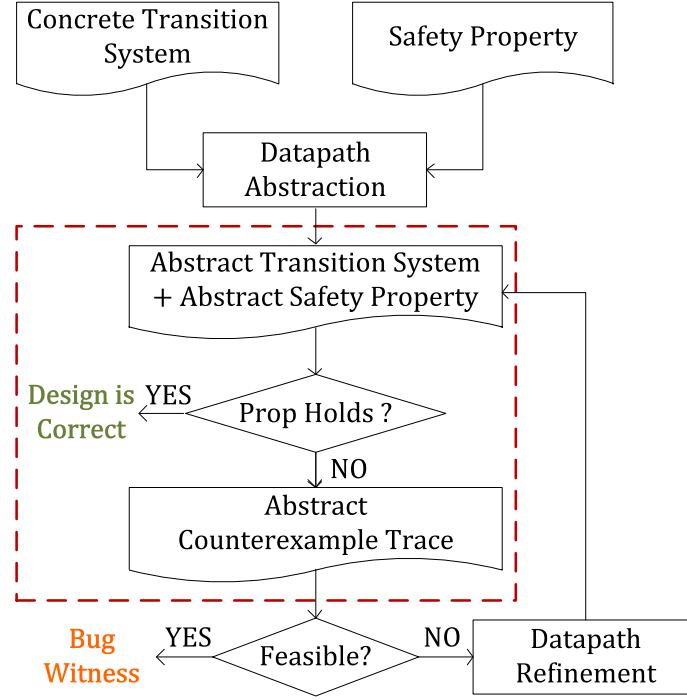 Concrete Transition
System
Safety Property
Datapath
Abstraction
Abstract Transition System
+ Abstract Safety Property
Design is
Correct
YES
Prop Holds ?
NO
Abstract
Counterexample Trace
Bug
Witness
YES
Feasible?
NO
Datapath
Refinement